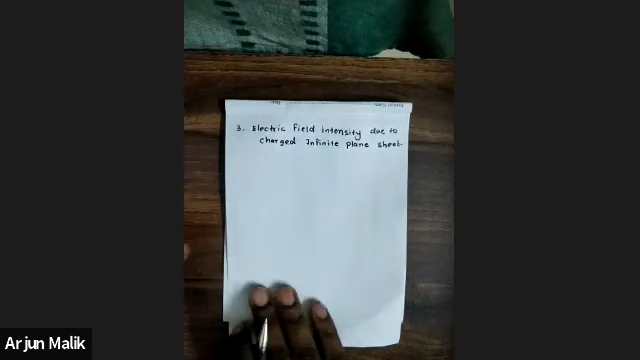 3. Electric Field intensity due to
charged Infinite plane sheet.
Arjun Malik